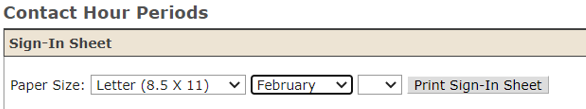 Contact Hour Periods
Sign-In Sheet
Paper Size: Letter (8.5 X 11) February Print Sign-In Sheet